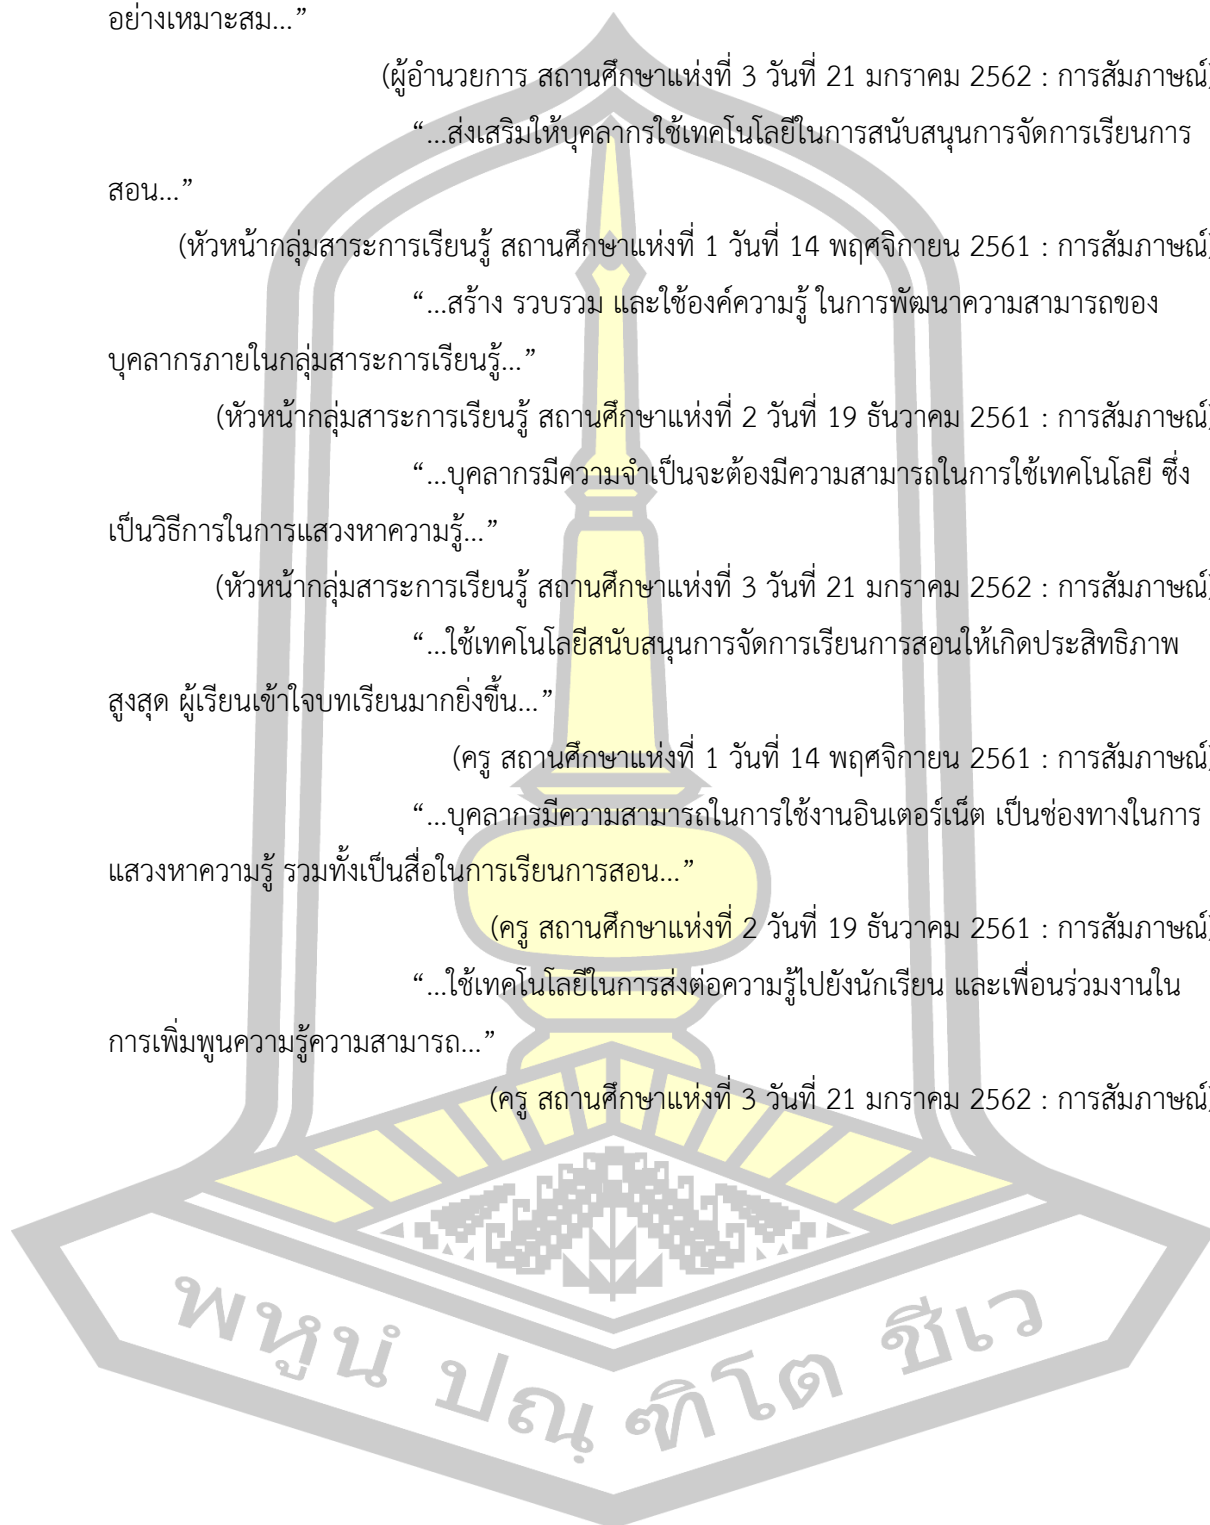 อย่างเหมาะสม...”
(ผู้อำนวยการ สถานศึกษาแห่งที่ 3 วันที่ 21 มกราคม 2562 : การสัมภาษณ์)
“...ส่งเสริมให้บุคลากรใช้เทคโนโลยีในการสนับสนุนการจัดการเรียนการ
สอน...”
(หัวหน้ากลุ่มสาระการเรียนรู้ สถานศึกษาแห่งที่ 1 วันที่ 14 พฤศจิกายน 2561 : การสัมภาษณ์)
“...สร้าง รวบรวม และใช้องค์ความรู้ ในการพัฒนาความสามารถของ
บุคลากรภายในกลุ่มสาระการเรียนรู้...”
(หัวหน้ากลุ่มสาระการเรียนรู้ สถานศึกษาแห่งที่ 2 วันที่ 19 ธันวาคม 2561 : การสัมภาษณ์)
“...บุคลากรมีความจำเป็นจะต้องมีความสามารถในการใช้เทคโนโลยี ซึ่ง
เป็นวิธีการในการแสวงหาความรู้...”
(หัวหน้ากลุ่มสาระการเรียนรู้ สถานศึกษาแห่งที่ 3 วันที่ 21 มกราคม 2562 : การสัมภาษณ์)
“...ใช้เทคโนโลยีสนับสนุนการจัดการเรียนการสอนให้เกิดประสิทธิภาพ
สูงสุด ผู้เรียนเข้าใจบทเรียนมากยิ่งขึ้น...”
(ครู สถานศึกษาแห่งที่ 1 วันที่ 14 พฤศจิกายน 2561 : การสัมภาษณ์)
“...บุคลากรมีความสามารถในการใช้งานอินเตอร์เน็ต เป็นช่องทางในการ
แสวงหาความรู้ รวมทั้งเป็นสื่อในการเรียนการสอน...”
(ครู สถานศึกษาแห่งที่ 2 วันที่ 19 ธันวาคม 2561 : การสัมภาษณ์)
“...ใช้เทคโนโลยีในการส่งต่อความรู้ไปยังนักเรียน และเพื่อนร่วมงานใน
การเพิ่มพูนความรู้ความสามารถ...”
(ครู สถานศึกษาแห่งที่ 3 วันที่ 21 มกราคม 2562 : การสัมภาษณ์)
พหูนํ ปณฺฑิโต ชีเว